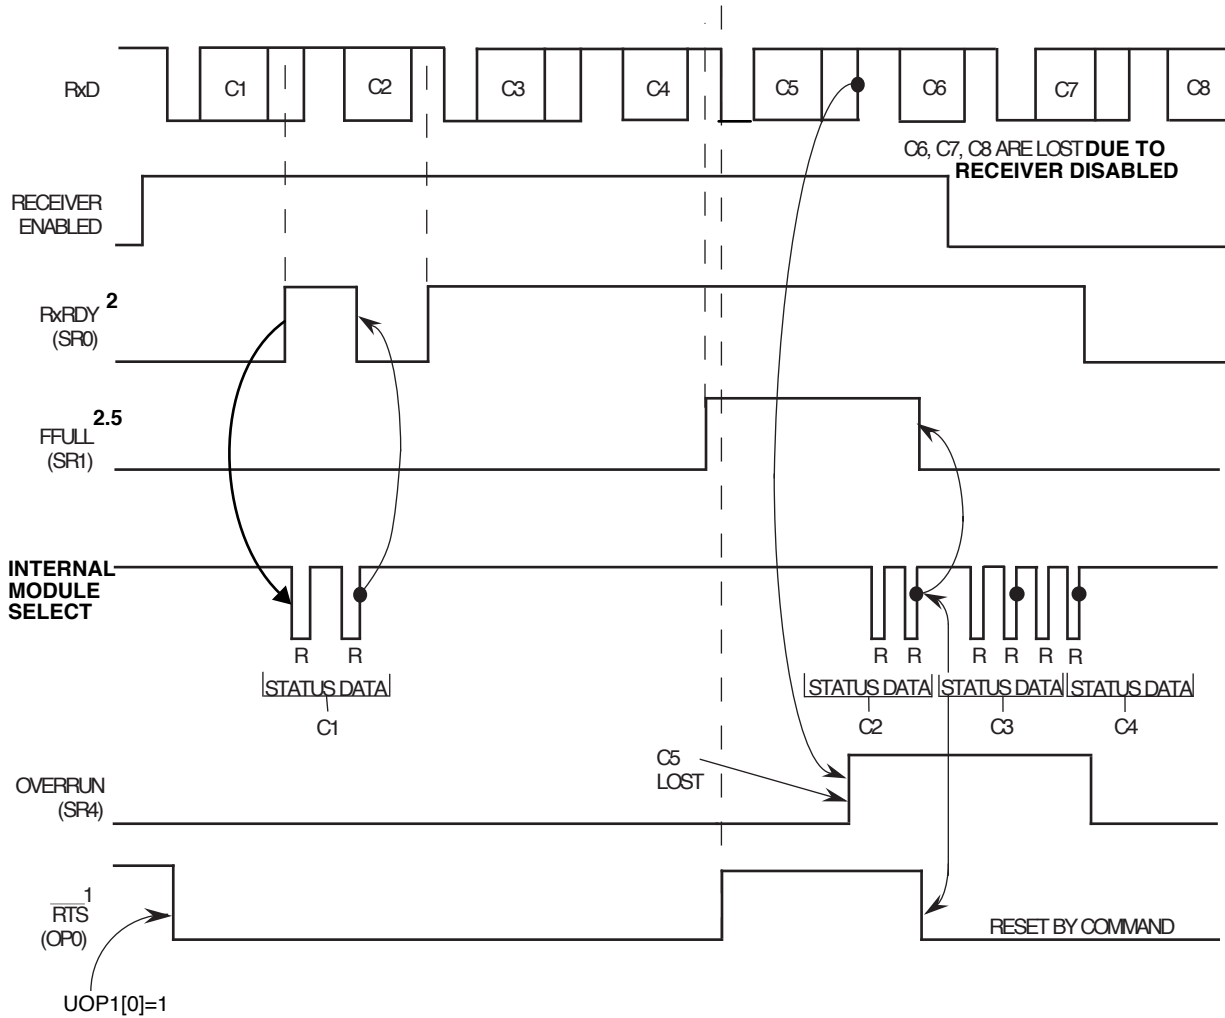 RxD
C1
C2
C3
C4
C5
C6
C7
C8
C6, C7, C8 ARE LOST DUE TO
RECEIVER DISABLED
RECEIVER
ENABLED
RxRDY 2
(SR0)
FFULL 2.5
(SR1)
INTERNAL
MODULE
SELECT
R R R R R R R R
STATUS DATA STATUS DATA STATUS DATA STATUS DATA
C1 C2 C3 C4
C5
LOST
OVERRUN
(SR4)
RTS 1
(OP0)
RESET BY COMMAND
UOP1[0]=1